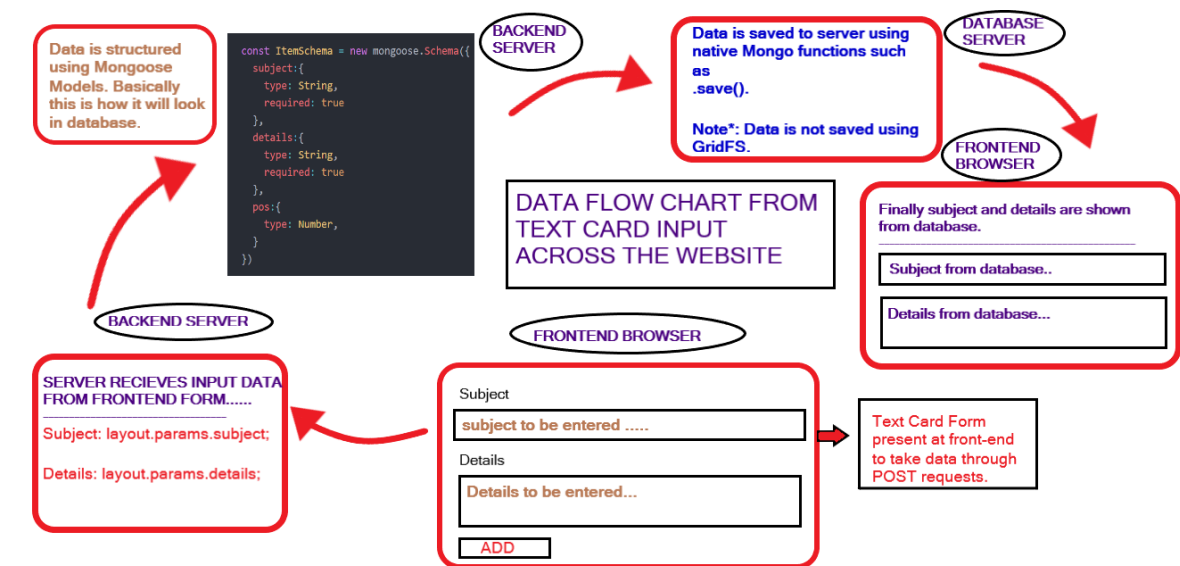 Data is structured
using Mongoose
Models. Basically
this is how it will look
in database.
const ItemSchema = new mongoose.Schema({
subject:{
type: String,
required: true
},
details:{
type: String,
required: true
},
pos:{
type: Number,
}
})
BACKEND
SERVER
Data is saved to server using
native Mongo functions such
as
.save().
Note*: Data is not saved using
GridFS.
DATABASE
SERVER
FRONTEND
BROWSER
Finally subject and details are shown
from database.
Subject from database..
Details from database...
DATA FLOW CHART FROM
TEXT CARD INPUT
ACROSS THE WEBSITE
BACKEND SERVER
SERVER RECIEVES INPUT DATA
FROM FRONTEND FORM......
Subject: layout.params.subject;
Details: layout.params.details;
FRONTEND BROWSER
Subject
subject to be entered .....
Details
Details to be entered...
ADD
Text Card Form
present at front-end
to take data through
POST requests.